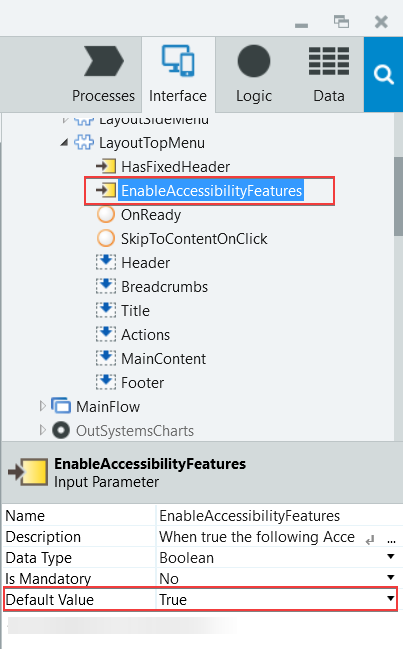 Processes Interface Logic Data
LayoutSideMenu
LayoutTopMenu
HasFixedHeader
EnableAccessibilityFeatures
OnReady
SkipToContentOnClick
Header
Breadcrumbs
Title
Actions
MainContent
Footer
MainFlow
OutSystemsCharts
EnableAccessibilityFeatures
Input Parameter
Name EnableAccessibilityFeatures
Description When true the following Acce ...
Data Type Boolean
Is Mandatory No
Default Value True